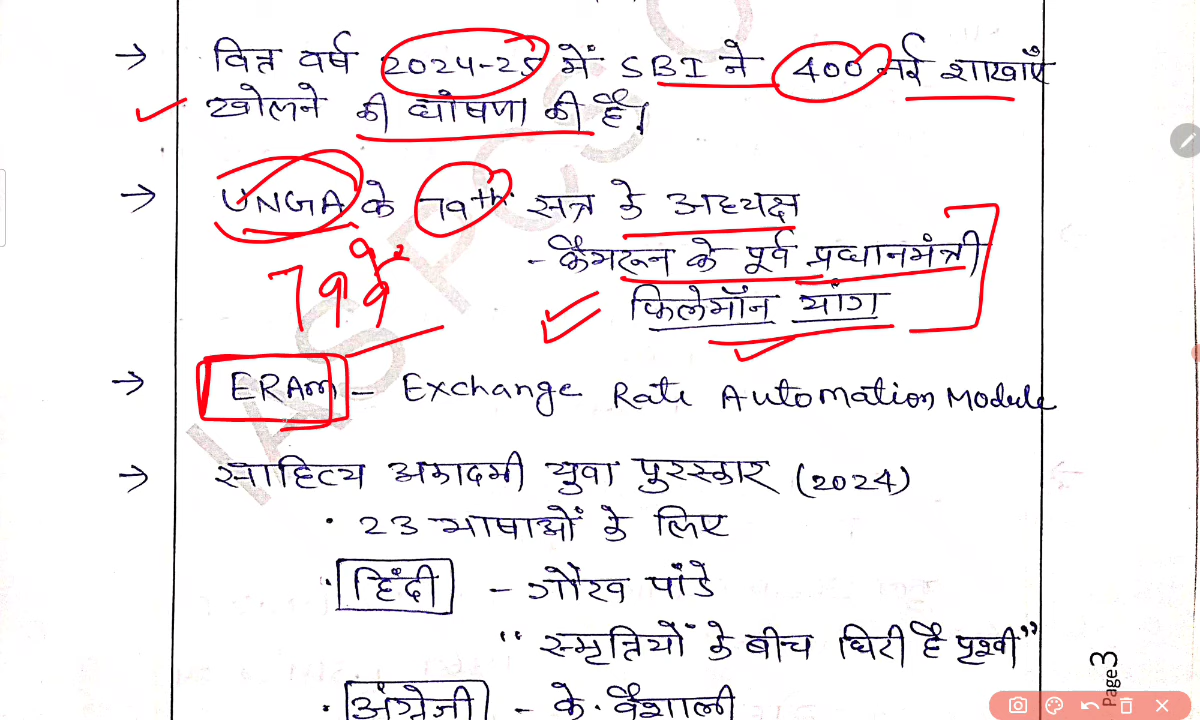 → वित्त वर्ष 2024-25 में SBI ने 400 नई शाखाएँ
खोलने की घोषणा की है।
→ UNGA के 79th सत्र के अध्यक्ष
- कैमरून के पूर्व प्रधानमंत्री
फिलेमॉन यांग
799
→ ERAM - Exchange Rate Automation Module
→ साहित्य अकादमी युवा पुरस्कार (2024)
• 23 भाषाओं के लिए
• हिंदी - गौरव पांडे
"स्मृतियों के बीच घिरी है पृथ्वी"
• अंग्रेजी - के. वैशाली
Page 3